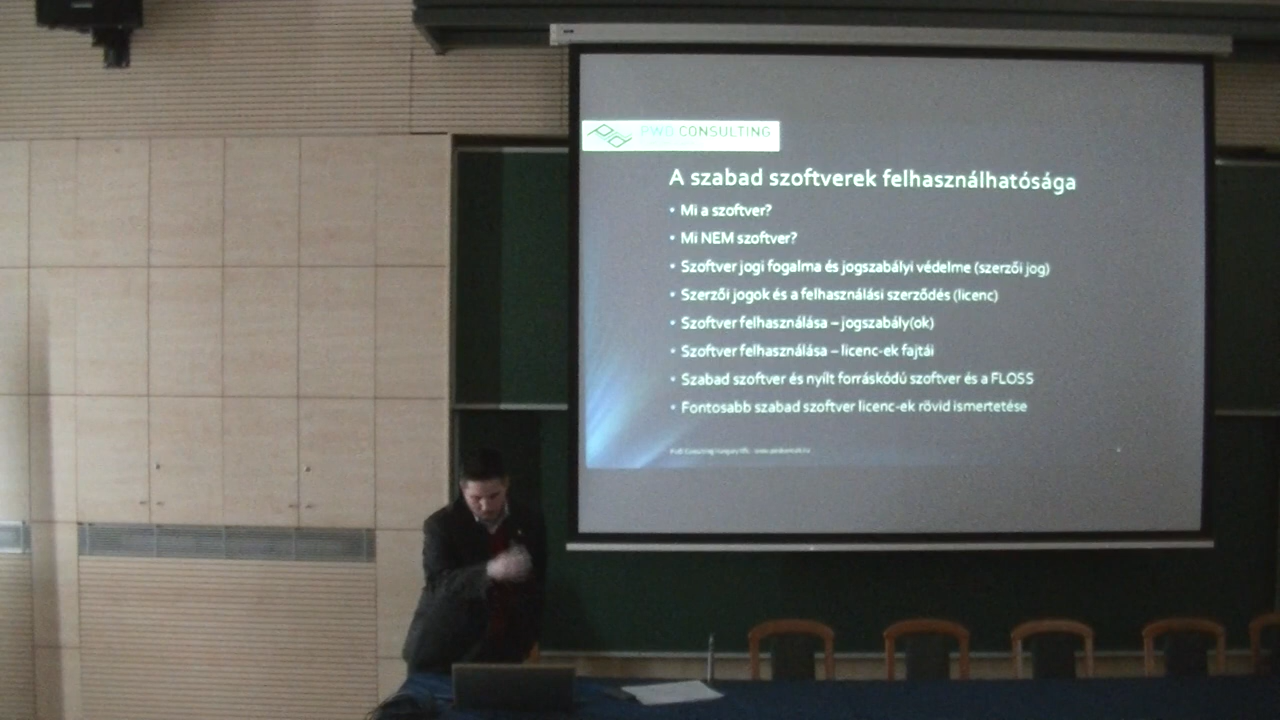 PWD CONSULTING
A szabad szoftverek felhasználhatósága
• Mi a szoftver?
• Mi NEM szoftver?
• Szoftver jogi fogalma és jogszabályi védelme (szerzői jog)
• Szerzői jogok és a felhasználási szerződés (licenc)
• Szoftver felhasználása – jogszabály(ok)
• Szoftver felhasználása – licenc-ek fajtái
• Szabad szoftver és nyílt forráskódú szoftver és a FLOSS
• Fontosabb szabad szoftver licenc-ek rövid ismertetése